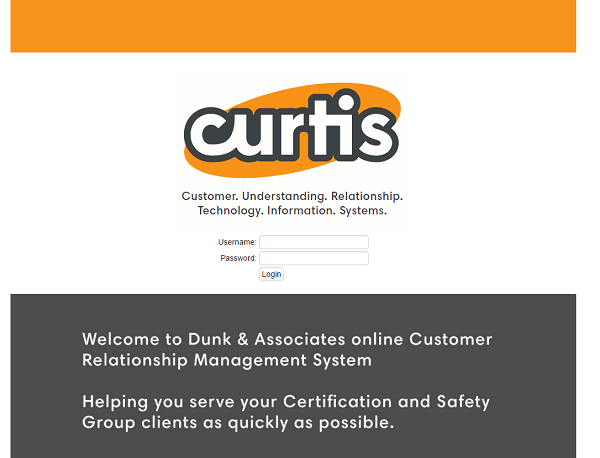 curtis
Customer. Understanding. Relationship.
Technology. Information. Systems.
Username:
Password:
Login
Welcome to Dunk & Associates online Customer
Relationship Management System
Helping you serve your Certification and Safety
Group clients as quickly as possible.